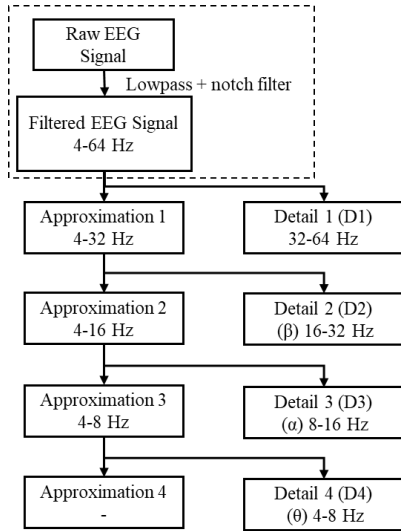 Raw EEG
Signal
Lowpass + notch filter
Filtered EEG Signal
4-64 Hz
Approximation 1
4-32 Hz
Detail 1 (D1)
32-64 Hz
Approximation 2
4-16 Hz
Detail 2 (D2)
(β) 16-32 Hz
Approximation 3
4-8 Hz
Detail 3 (D3)
(α) 8-16 Hz
Approximation 4
-
Detail 4 (D4)
(θ) 4-8 Hz